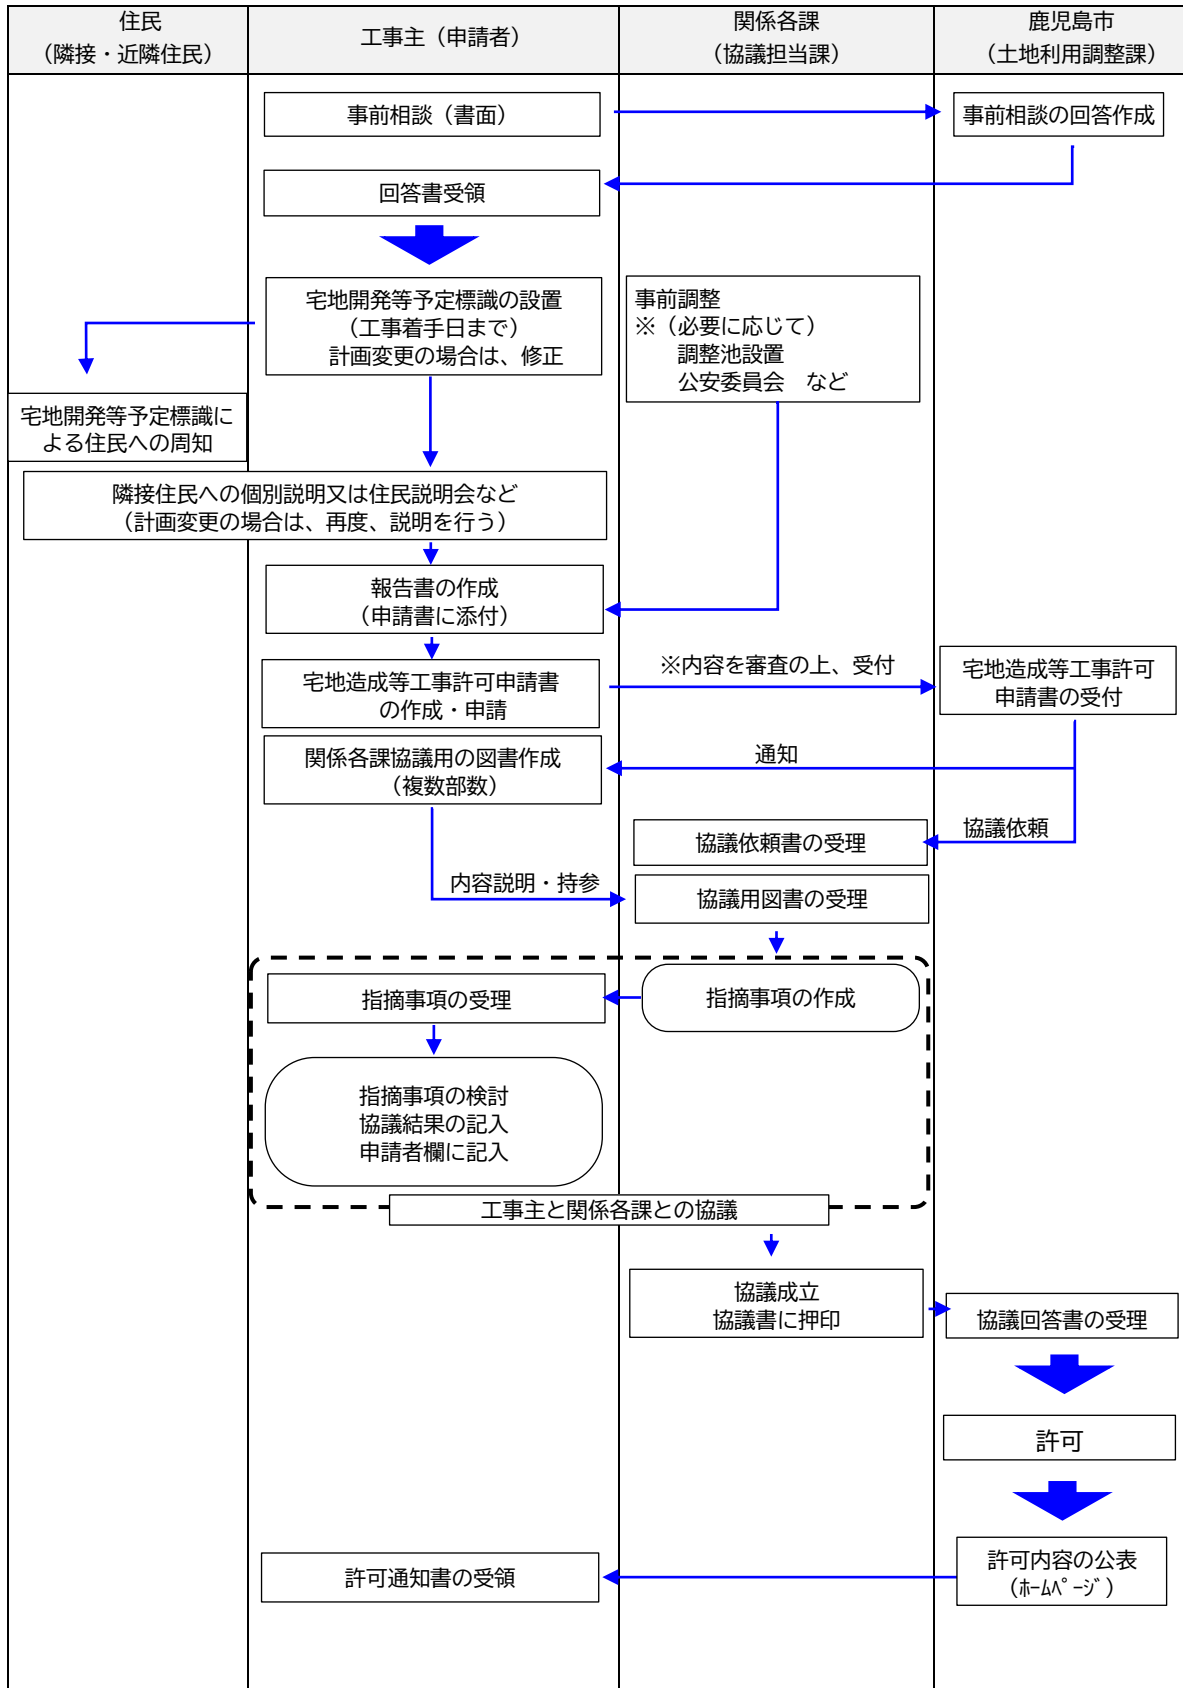 住民
（隣接・近隣住民）
工事主（申請者）
関係各課
（協議担当課）
鹿児島市
（土地利用調整課）
事前相談（書面）
事前相談の回答作成
回答書受領
宅地開発等予定標識の設置
（工事着手日まで）
計画変更の場合は、修正
事前調整
※（必要に応じて）
調整池設置
公安委員会　など
宅地開発等予定標識に
よる住民への周知
隣接住民への個別説明又は住民説明会など
（計画変更の場合は、再度、説明を行う）
報告書の作成
（申請書に添付）
宅地造成等工事許可申請書
の作成・申請
※内容を審査の上、受付
宅地造成等工事許可
申請書の受付
関係各課協議用の図書作成
（複数部数）
通知
協議依頼書の受理
協議依頼
内容説明・持参
協議用図書の受理
指摘事項の受理
指摘事項の作成
指摘事項の検討
協議結果の記入
申請者欄に記入
工事主と関係各課との協議
協議成立
協議書に押印
協議回答書の受理
許可
許可通知書の受領
許可内容の公表
（ﾎｰﾑﾍﾟｰｼﾞ）